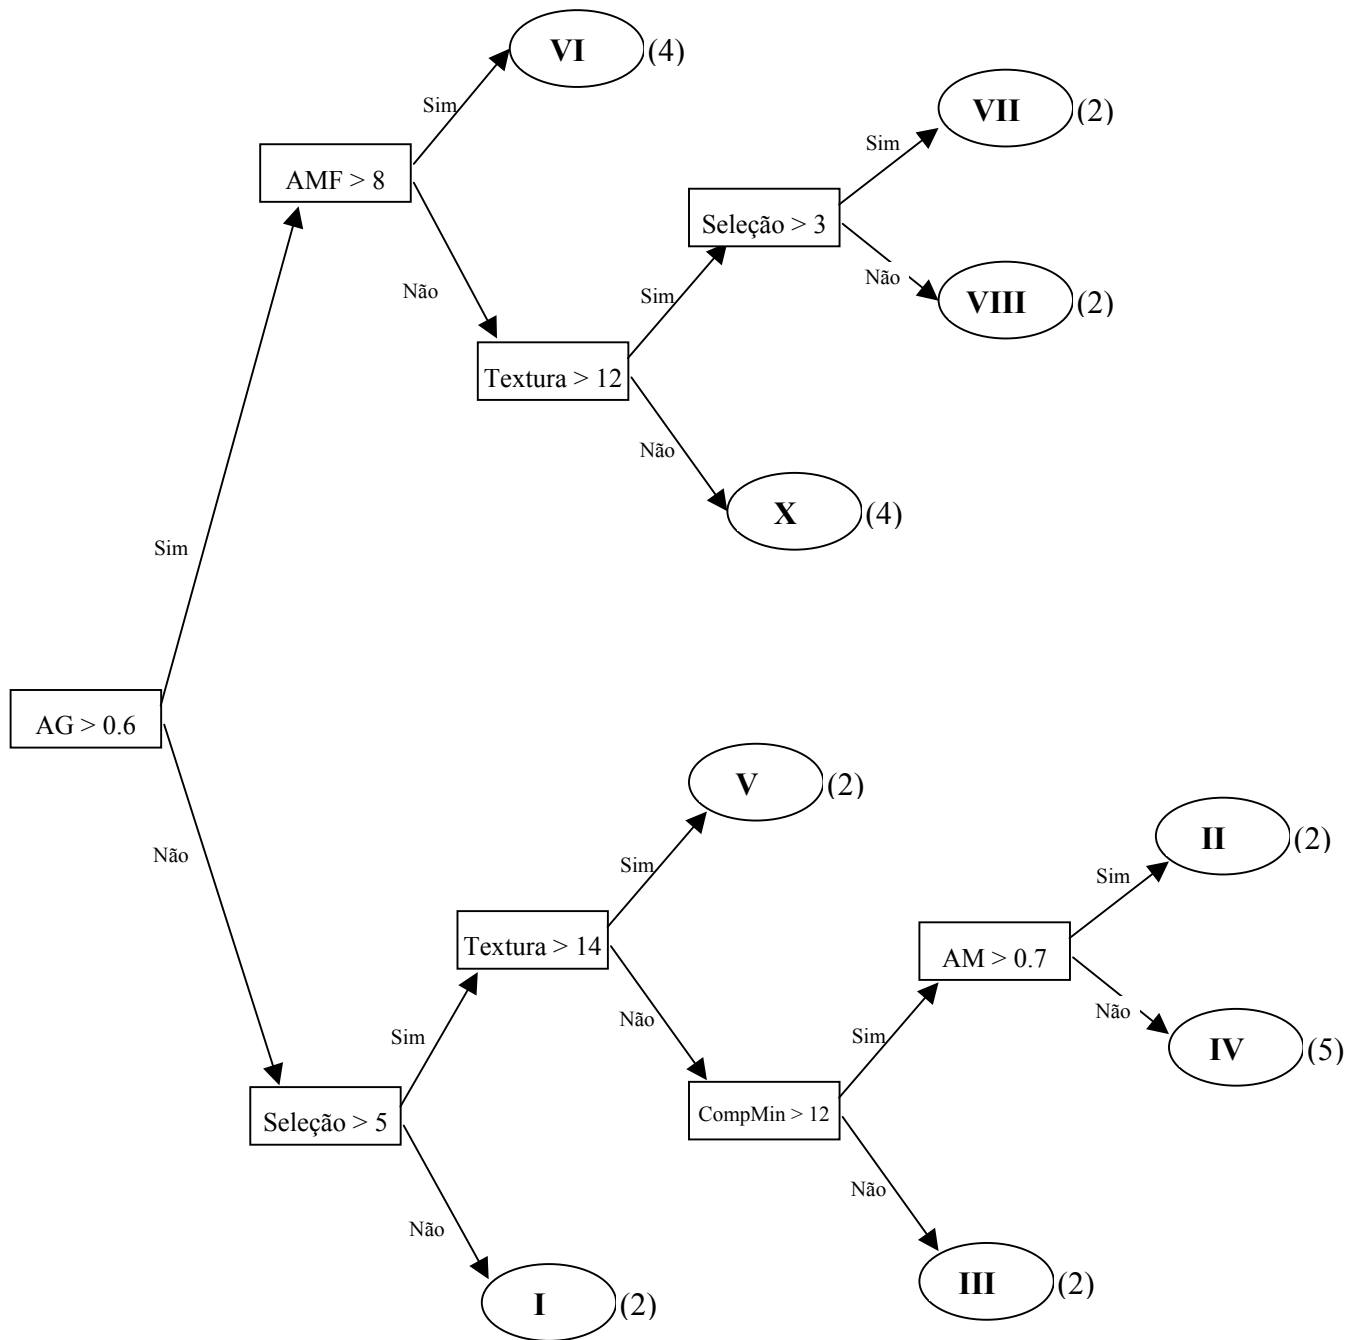 VI (4)
Sim
VII (2)
Sim
AMF > 8
Seleção > 3
Não
Não
Sim
VIII (2)
Textura > 12
Não
X (4)
Sim
AG > 0.6
V (2)
II (2)
Não
Sim
Sim
Textura > 14
AM > 0.7
Não
Não
Sim
Sim
IV (5)
Seleção > 5
CompMin > 12
Não
Não
I (2)
III (2)